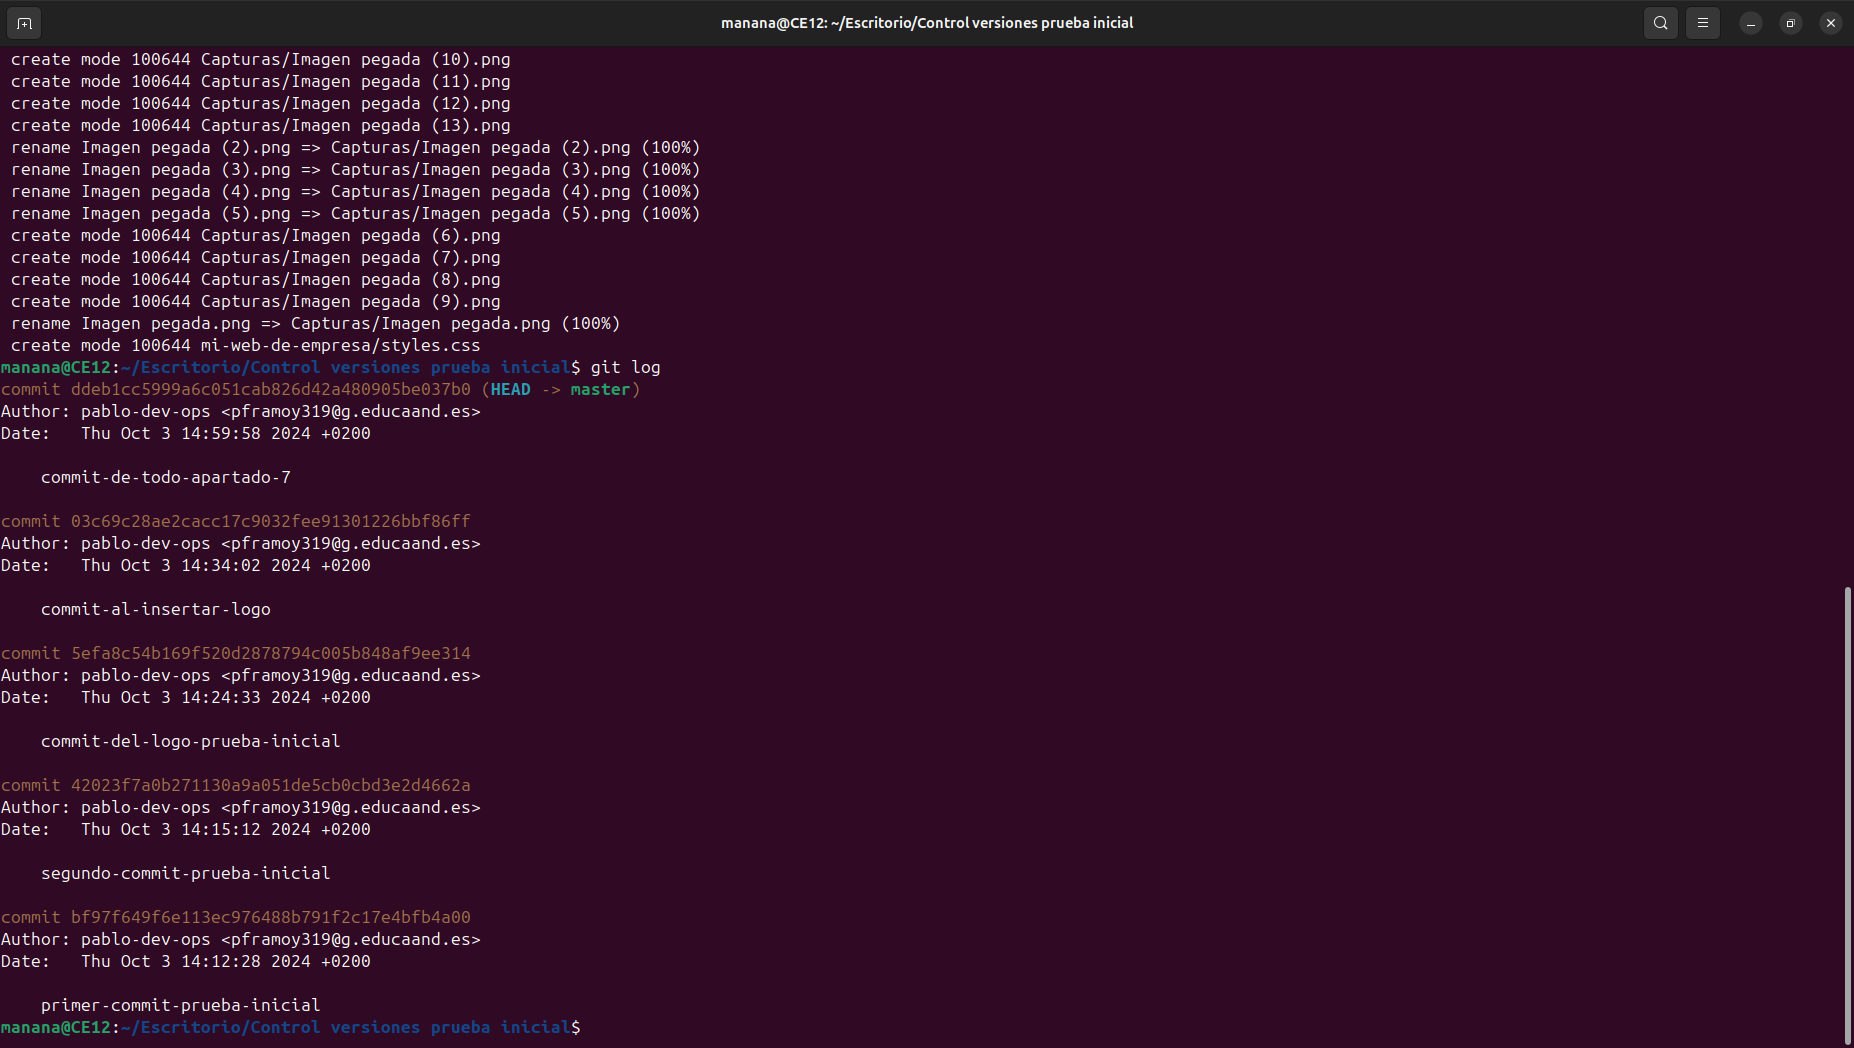 manana@CE12: ~/Escritorio/Control versiones prueba inicial
create mode 100644 Capturas/Imagen pegada (10).png
create mode 100644 Capturas/Imagen pegada (11).png
create mode 100644 Capturas/Imagen pegada (12).png
create mode 100644 Capturas/Imagen pegada (13).png
rename Imagen pegada (2).png => Capturas/Imagen pegada (2).png (100%)
rename Imagen pegada (3).png => Capturas/Imagen pegada (3).png (100%)
rename Imagen pegada (4).png => Capturas/Imagen pegada (4).png (100%)
rename Imagen pegada (5).png => Capturas/Imagen pegada (5).png (100%)
create mode 100644 Capturas/Imagen pegada (6).png
create mode 100644 Capturas/Imagen pegada (7).png
create mode 100644 Capturas/Imagen pegada (8).png
create mode 100644 Capturas/Imagen pegada (9).png
rename Imagen pegada.png => Capturas/Imagen pegada.png (100%)
create mode 100644 mi-web-de-empresa/styles.css
manana@CE12:~/Escritorio/Control versiones prueba inicial$ git log
commit ddeb1cc5999a6c051cab826d42a480905be037b0 (HEAD -> master)
Author: pablo-dev-ops <pframoy319@g.educaand.es>
Date:   Thu Oct 3 14:59:58 2024 +0200
commit-de-todo-apartado-7
commit 03c69c28ae2cacc17c9032fee91301226bbf86ff
Author: pablo-dev-ops <pframoy319@g.educaand.es>
Date:   Thu Oct 3 14:34:02 2024 +0200
commit-al-insertar-logo
commit 5efa8c54b169f520d2878794c005b848af9ee314
Author: pablo-dev-ops <pframoy319@g.educaand.es>
Date:   Thu Oct 3 14:24:33 2024 +0200
commit-del-logo-prueba-inicial
commit 42023f7a0b271130a9a051de5cb0cbd3e2d4662a
Author: pablo-dev-ops <pframoy319@g.educaand.es>
Date:   Thu Oct 3 14:15:12 2024 +0200
segundo-commit-prueba-inicial
commit bf97f649f6e113ec976488b791f2c17e4bfb4a00
Author: pablo-dev-ops <pframoy319@g.educaand.es>
Date:   Thu Oct 3 14:12:28 2024 +0200
primer-commit-prueba-inicial
manana@CE12:~/Escritorio/Control versiones prueba inicial$